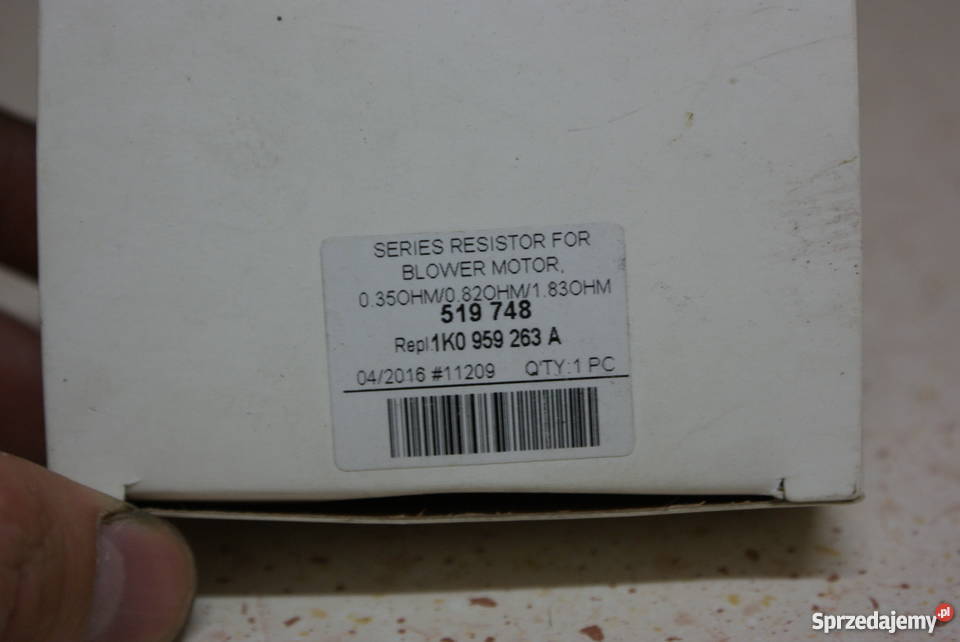 SERIES RESISTOR FOR
BLOWER MOTOR,
0.35OHM/0.82OHM/1.83OHM
519 748
Repl.1K0 959 263 A
04/2016 #11209 Q'TY:1 PC
Sprzedajemy.pl